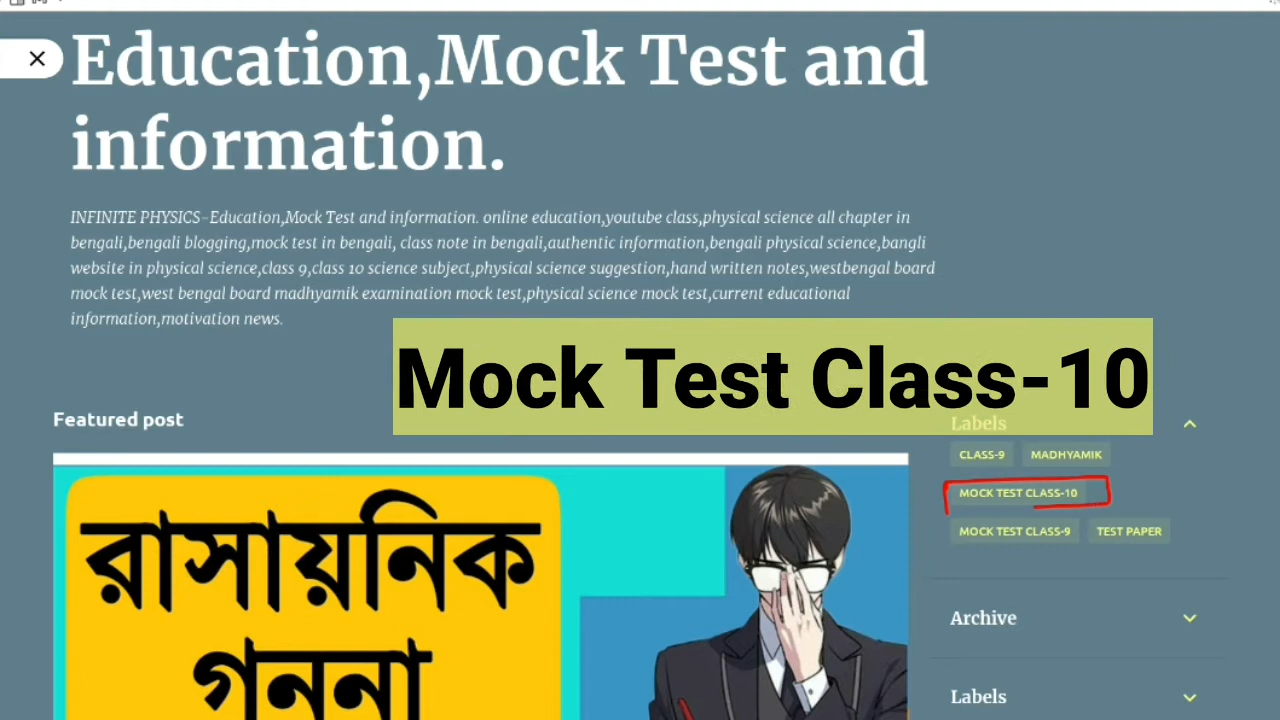 Education,Mock Test and
information.
INFINITE PHYSICS-Education,Mock Test and information. online education,youtube class,physical science all chapter in
bengali,bengali blogging,mock test in bengali, class note in bengali,authentic information,bengali physical science,bangli
website in physical science,class 9,class 10 science subject,physical science suggestion,hand written notes,westbengal board
mock test,west bengal board madhyamik examination mock test,physical science mock test,current educational
information,motivation news.
Mock Test Class-10
Featured post
Labels
CLASS-9 MADHYAMIK
MOCK TEST CLASS-10
MOCK TEST CLASS-9 TEST PAPER
রাসায়নিক
গননা
Archive
Labels